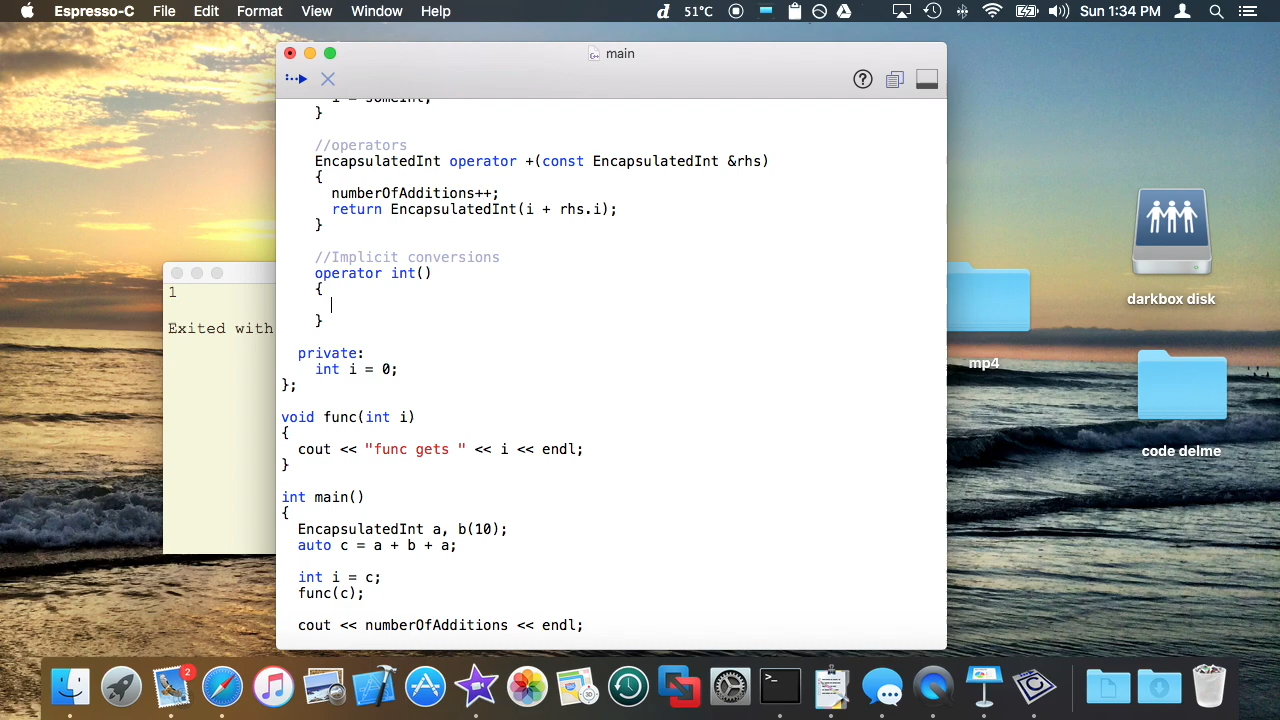 Espresso-C File Edit Format View Window Help d 51°C Sun 1:34 PM
main
}
//operators
EncapsulatedInt operator +(const EncapsulatedInt &rhs)
{
numberOfAdditions++;
return EncapsulatedInt(i + rhs.i);
}
//Implicit conversions
operator int()
{
}
private:
int i = 0;
};
void func(int i)
{
cout << "func gets " << i << endl;
}
int main()
{
EncapsulatedInt a, b(10);
auto c = a + b + a;
int i = c;
func(c);
cout << numberOfAdditions << endl;
1
Exited with
darkbox disk
mp4
code delme
2